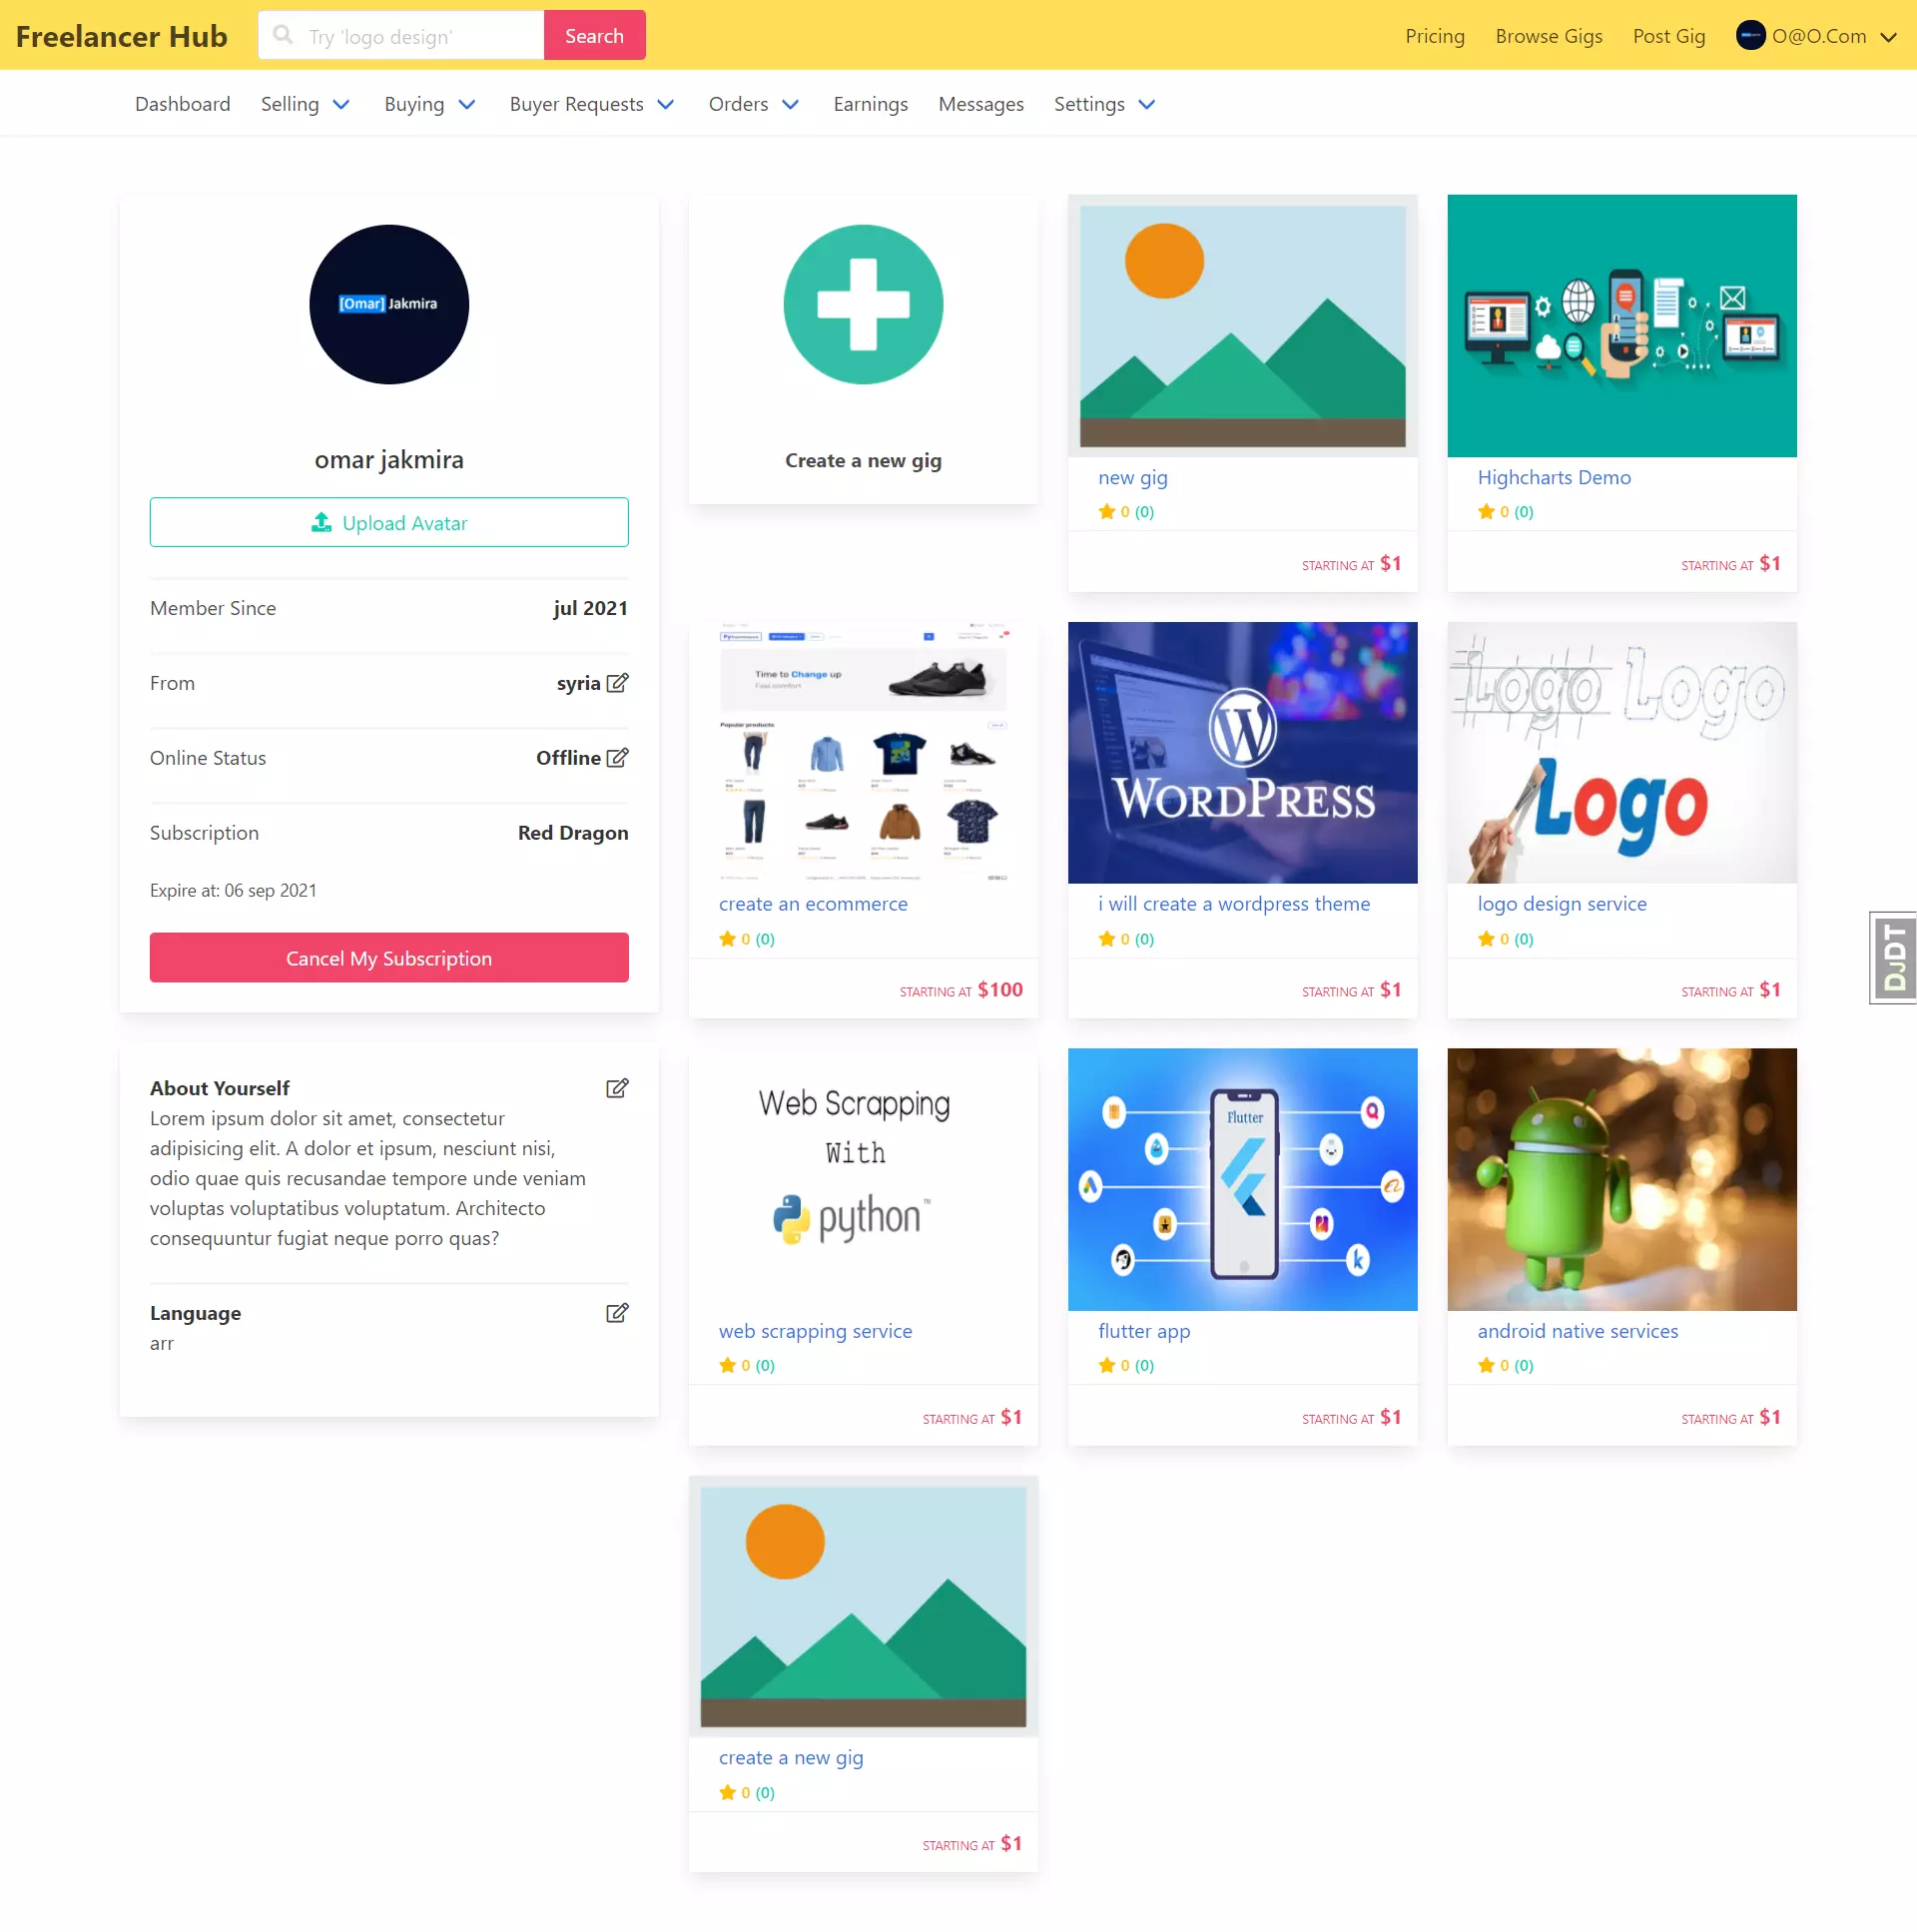 Freelancer Hub
Try 'logo design'
Search
Pricing
Browse Gigs
Post Gig
O@O.Com
Dashboard
Selling
Buying
Buyer Requests
Orders
Earnings
Messages
Settings
[Omar] Jakmira
omar jakmira
Upload Avatar
Member Since
jul 2021
From
syria
Online Status
Offline
Subscription
Red Dragon
Expire at: 06 sep 2021
Cancel My Subscription
About Yourself
Lorem ipsum dolor sit amet, consectetur
adipisicing elit. A dolor et ipsum, nesciunt nisi,
odio quae quis recusandae tempore unde veniam
voluptas voluptatibus voluptatum. Architecto
consequuntur fugiat neque porro quas?
Language
arr
Create a new gig
new gig
0 (0)
STARTING AT $1
Highcharts Demo
0 (0)
STARTING AT $1
Time to Change up
Feel comfort
Popular products
create an ecommerce
0 (0)
STARTING AT $100
WORDPRESS
i will create a wordpress theme
0 (0)
STARTING AT $1
Logo Logo
Logo
logo design service
0 (0)
STARTING AT $1
Web Scrapping
With
python™
web scrapping service
0 (0)
STARTING AT $1
Flutter
flutter app
0 (0)
STARTING AT $1
android native services
0 (0)
STARTING AT $1
create a new gig
0 (0)
STARTING AT $1
DJDT